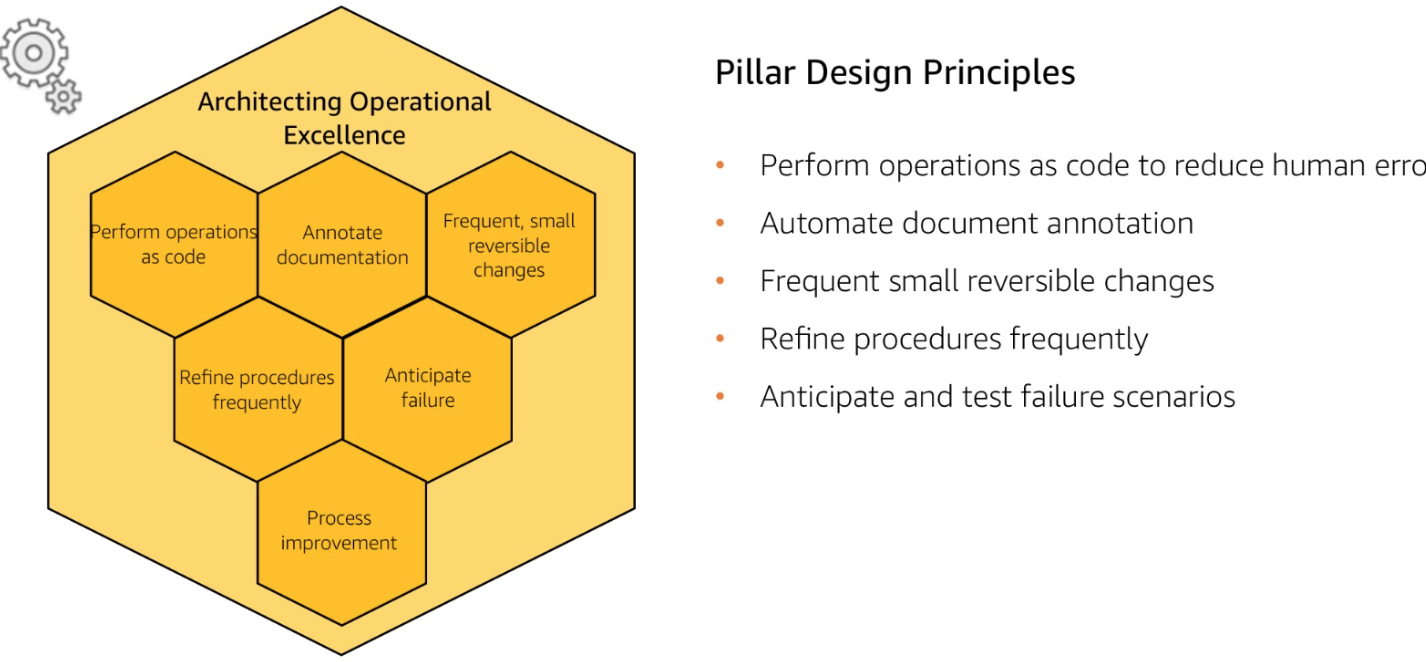 Architecting Operational
Excellence
Perform operations
as code
Annotate
documentation
Frequent, small
reversible
changes
Refine procedures
frequently
Anticipate
failure
Process
improvement
Pillar Design Principles
• Perform operations as code to reduce human erro
• Automate document annotation
• Frequent small reversible changes
• Refine procedures frequently
• Anticipate and test failure scenarios